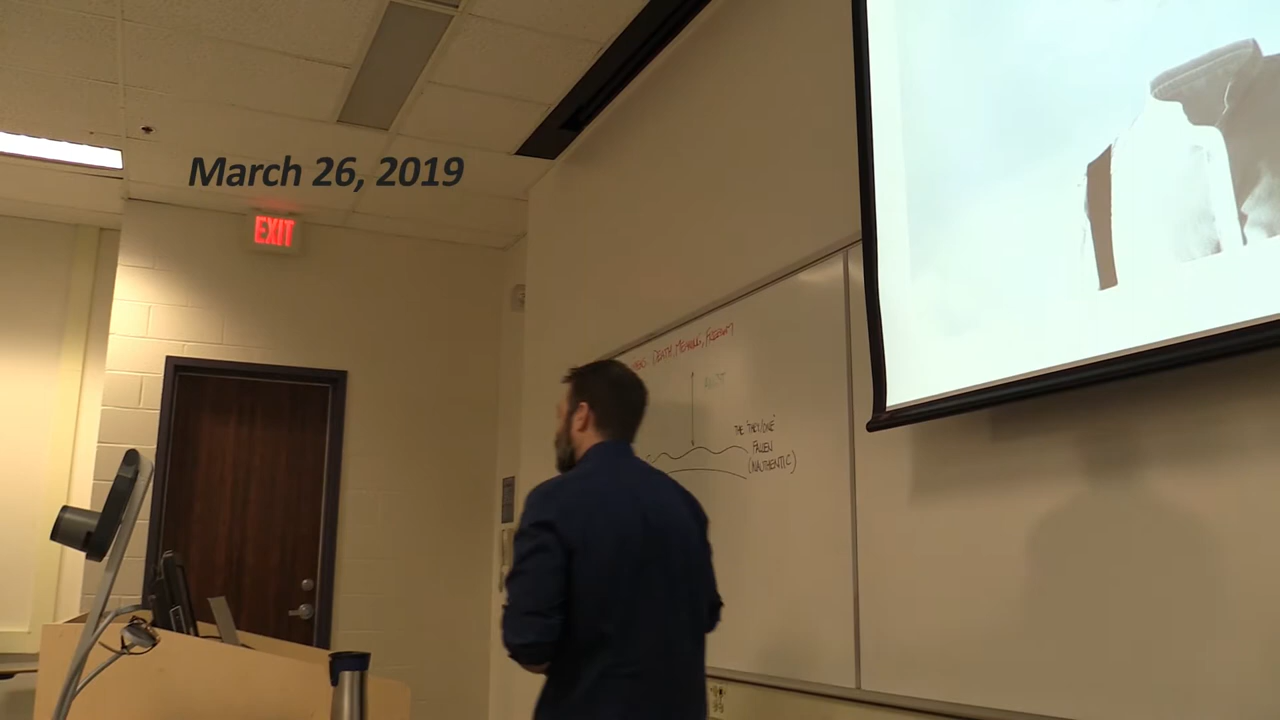 March 26, 2019
EXIT
DEATH, MEANING, FREEDOM
THE "THEY/ONE"
FALLEN
(INAUTHENTIC)